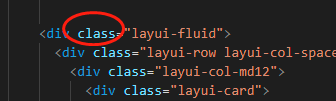 <div class="layui-fluid">
<div class="layui-row layui-col-space
<div class="layui-col-md12">
<div class="layui-card">